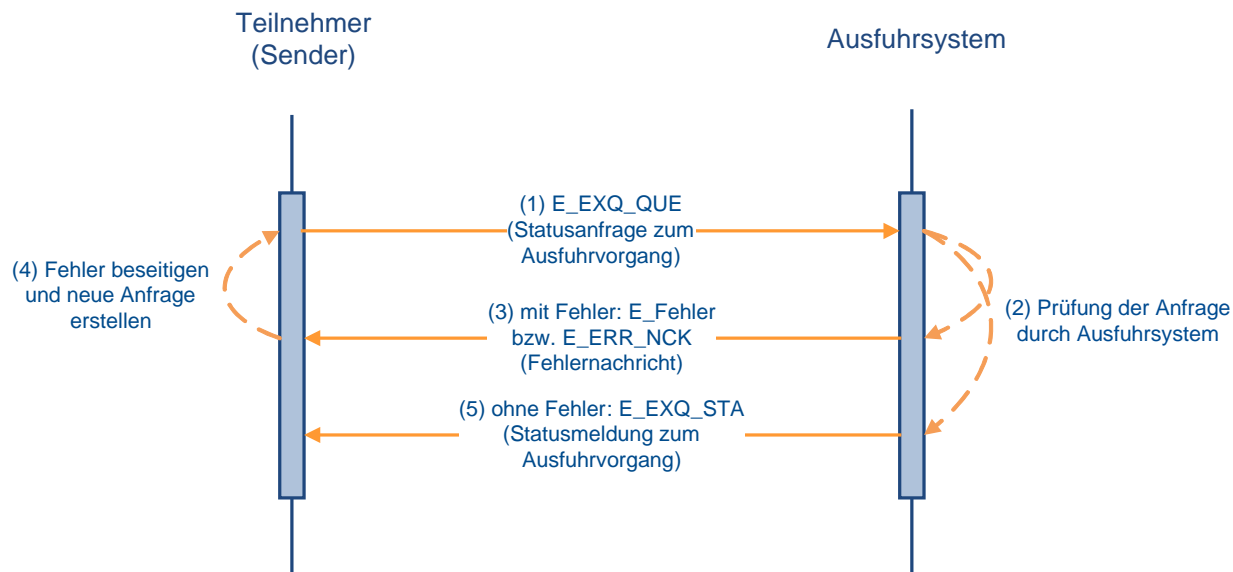 Teilnehmer
(Sender)
Ausfuhrsystem
(1) E_EXQ_QUE
(Statusanfrage zum
Ausfuhrvorgang)
(4) Fehler beseitigen
und neue Anfrage
erstellen
(3) mit Fehler: E_Fehler
bzw. E_ERR_NCK
(Fehlernachricht)
(2) Prüfung der Anfrage
durch Ausfuhrsystem
(5) ohne Fehler: E_EXQ_STA
(Statusmeldung zum
Ausfuhrvorgang)